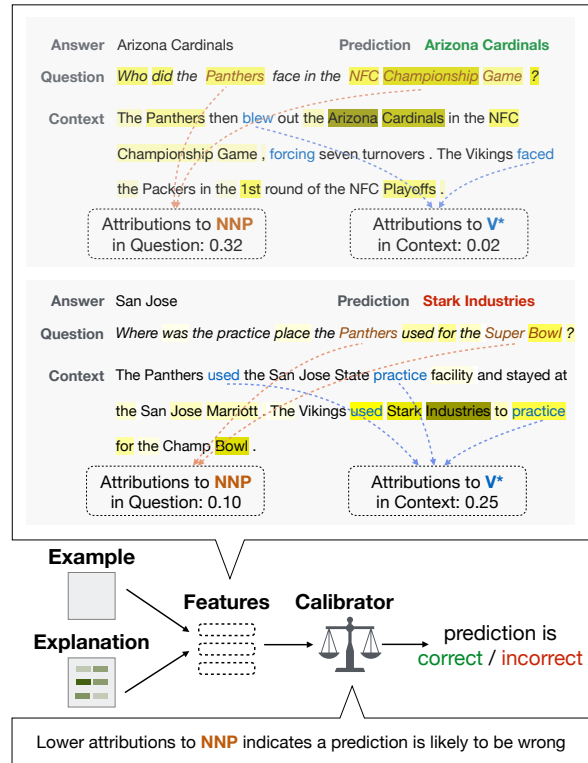 Answer Arizona Cardinals Prediction Arizona Cardinals
Question Who did the Panthers face in the NFC Championship Game ?
Context The Panthers then blew out the Arizona Cardinals in the NFC
Championship Game , forcing seven turnovers . The Vikings faced
the Packers in the 1st round of the NFC Playoffs .
Attributions to NNP
in Question: 0.32
Attributions to V*
in Context: 0.02
Answer San Jose Prediction Stark Industries
Question Where was the practice place the Panthers used for the Super Bowl ?
Context The Panthers used the San Jose State practice facility and stayed at
the San Jose Marriott . The Vikings used Stark Industries to practice
for the Champ Bowl .
Attributions to NNP
in Question: 0.10
Attributions to V*
in Context: 0.25
Example
Features
Calibrator
Explanation
prediction is
correct / incorrect
Lower attributions to NNP indicates a prediction is likely to be wrong